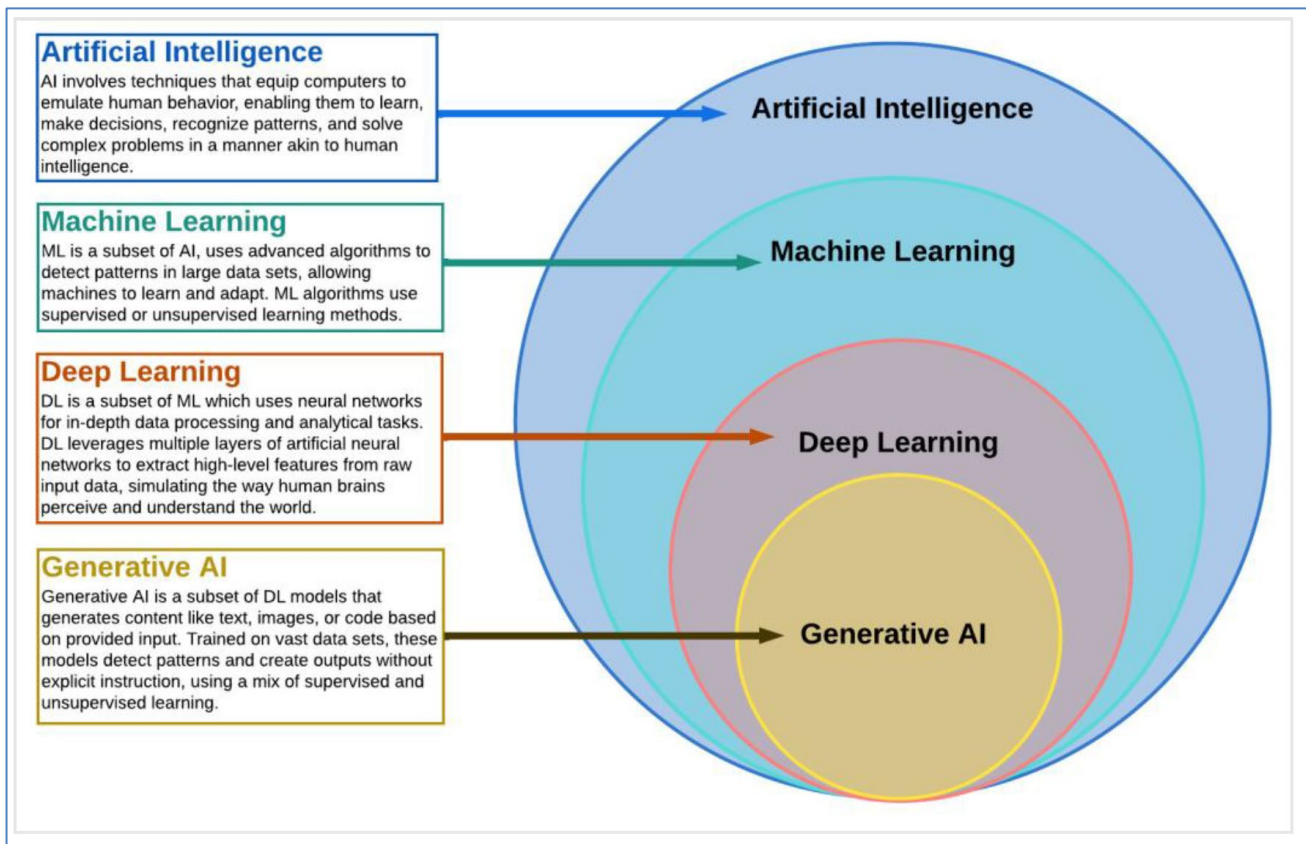 Artificial Intelligence
AI involves techniques that equip computers to
emulate human behavior, enabling them to learn,
make decisions, recognize patterns, and solve
complex problems in a manner akin to human
intelligence.
Machine Learning
ML is a subset of AI, uses advanced algorithms to
detect patterns in large data sets, allowing
machines to learn and adapt. ML algorithms use
supervised or unsupervised learning methods.
Deep Learning
DL is a subset of ML which uses neural networks
for in-depth data processing and analytical tasks.
DL leverages multiple layers of artificial neural
networks to extract high-level features from raw
input data, simulating the way human brains
perceive and understand the world.
Generative AI
Generative AI is a subset of DL models that
generates content like text, images, or code based
on provided input. Trained on vast data sets, these
models detect patterns and create outputs without
explicit instruction, using a mix of supervised and
unsupervised learning.
Artificial Intelligence
Machine Learning
Deep Learning
Generative AI